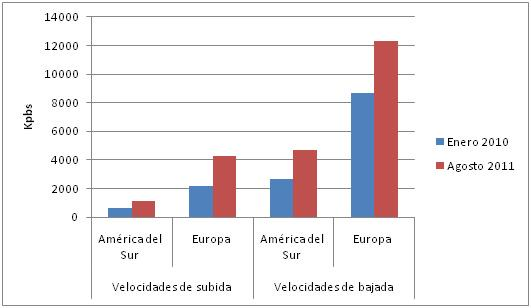 14000
12000
10000
8000
6000
4000
2000
0
Kpbs
América del
Sur
Europa
América del
Sur
Europa
Velocidades de subida
Velocidades de bajada
Enero 2010
Agosto 2011